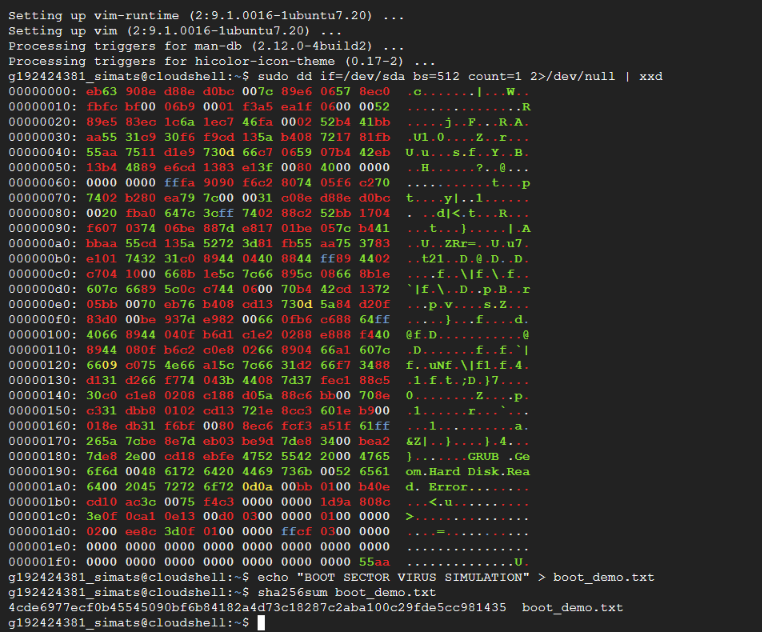 Setting up vim-runtime (2:9.1.0016-1ubuntu7.20) ...
Setting up vim (2:9.1.0016-1ubuntu7.20) ...
Processing triggers for man-db (2.12.0-4build2) ...
Processing triggers for hicolor-icon-theme (0.17-2) ...
g192424381_simats@cloudshell:~$ sudo dd if=/dev/sda bs=512 count=1 2>/dev/null | xxd
00000000: eb63 908e d88e d0bc 007c 89e6 0657 8ec0  .c.......|...W..
00000010: fbfc bf00 06b9 0001 f3a5 ea1f 0600 0052  ...............R
00000020: 89e5 83ec 1c6a 1ec7 46fa 0002 52b4 41bb  .....j..F...R.A.
00000030: aa55 31c9 30f6 f9cd 135a b408 7217 81fb  .U1.0....Z..r...
00000040: 55aa 7511 d1e9 730d 66c7 0659 07b4 42eb  U.u...s.f..Y..B.
00000050: 13b4 4889 e6cd 1383 e13f 0080 4000 0000  ..H......?..@...
00000060: 0000 0000 fffa 9090 f6c2 8074 05f6 c270  ...........t...p
00000070: 7402 b280 ea79 7c00 0031 c08e d88e d0bc  t....y|..1......
00000080: 0020 fba0 647c 3cff 7402 88c2 52bb 1704  . ..d|<.t...R...
00000090: f607 0374 06be 887d e817 01be 057c b441  ...t...}.....|.A
000000a0: bbaa 55cd 135a 5272 3d81 fb55 aa75 3783  ..U..ZRr=..U.u7.
000000b0: e101 7432 31c0 8944 0440 8844 ff89 4402  ..t21..D.@.D..D.
000000c0: c704 1000 668b 1e5c 7c66 895c 0866 8b1e  ....f..\|f.\.f..
000000d0: 607c 6689 5c0c c744 0600 70b4 42cd 1372  `|f.\..D..p.B..r
000000e0: 05bb 0070 eb76 b408 cd13 730d 5a84 d20f  ...p.v....s.Z...
000000f0: 83d0 00be 937d e982 0066 0fb6 c688 64ff  .....}...f....d.
00000100: 4066 8944 040f b6d1 c1e2 0288 e888 f440  @f.D...........@
00000110: 8944 080f b6c2 c0e8 0266 8904 66a1 607c  .D.......f..f.`|
00000120: 6609 c075 4e66 a15c 7c66 31d2 66f7 3488  f..uNf.\|f1.f.4.
00000130: d131 d266 f774 043b 4408 7d37 fec1 88c5  .1.f.t.;D.}7....
00000140: 30c0 c1e8 0208 c188 d05a 88c6 bb00 708e  0........Z....p.
00000150: c331 dbb8 0102 cd13 721e 8cc3 601e b900  .1......r...`...
00000160: 018e db31 f6bf 0080 8ec6 fcf3 a51f 61ff  ...1..........a.
00000170: 265a 7cbe 8e7d eb03 be9d 7de8 3400 bea2  &Z|..}....}.4...
00000180: 7de8 2e00 cd18 ebfe 4752 5542 2000 4765  }.......GRUB .Ge
00000190: 6f6d 0048 6172 6420 4469 736b 0052 6561  om.Hard Disk.Rea
000001a0: 6400 2045 7272 6f72 0d0a 00bb 0100 b40e  d. Error........
000001b0: cd10 ac3c 0075 f4c3 0000 0000 1d9a 808c  ...<.u..........
000001c0: 3e0f 0ca1 0e13 00d0 0300 0000 0100 0000  >...............
000001d0: 0200 ee8c 3d0f 0100 0000 ffcf 0300 0000  ....=...........
000001e0: 0000 0000 0000 0000 0000 0000 0000 0000  ................
000001f0: 0000 0000 0000 0000 0000 0000 0000 55aa  ..............U.
g192424381_simats@cloudshell:~$ echo "BOOT SECTOR VIRUS SIMULATION" > boot_demo.txt
g192424381_simats@cloudshell:~$ sha256sum boot_demo.txt
4cde6977ecf0b45545090bf6b84182a4d73c18287c2aba100c29fde5cc981435  boot_demo.txt
g192424381_simats@cloudshell:~$